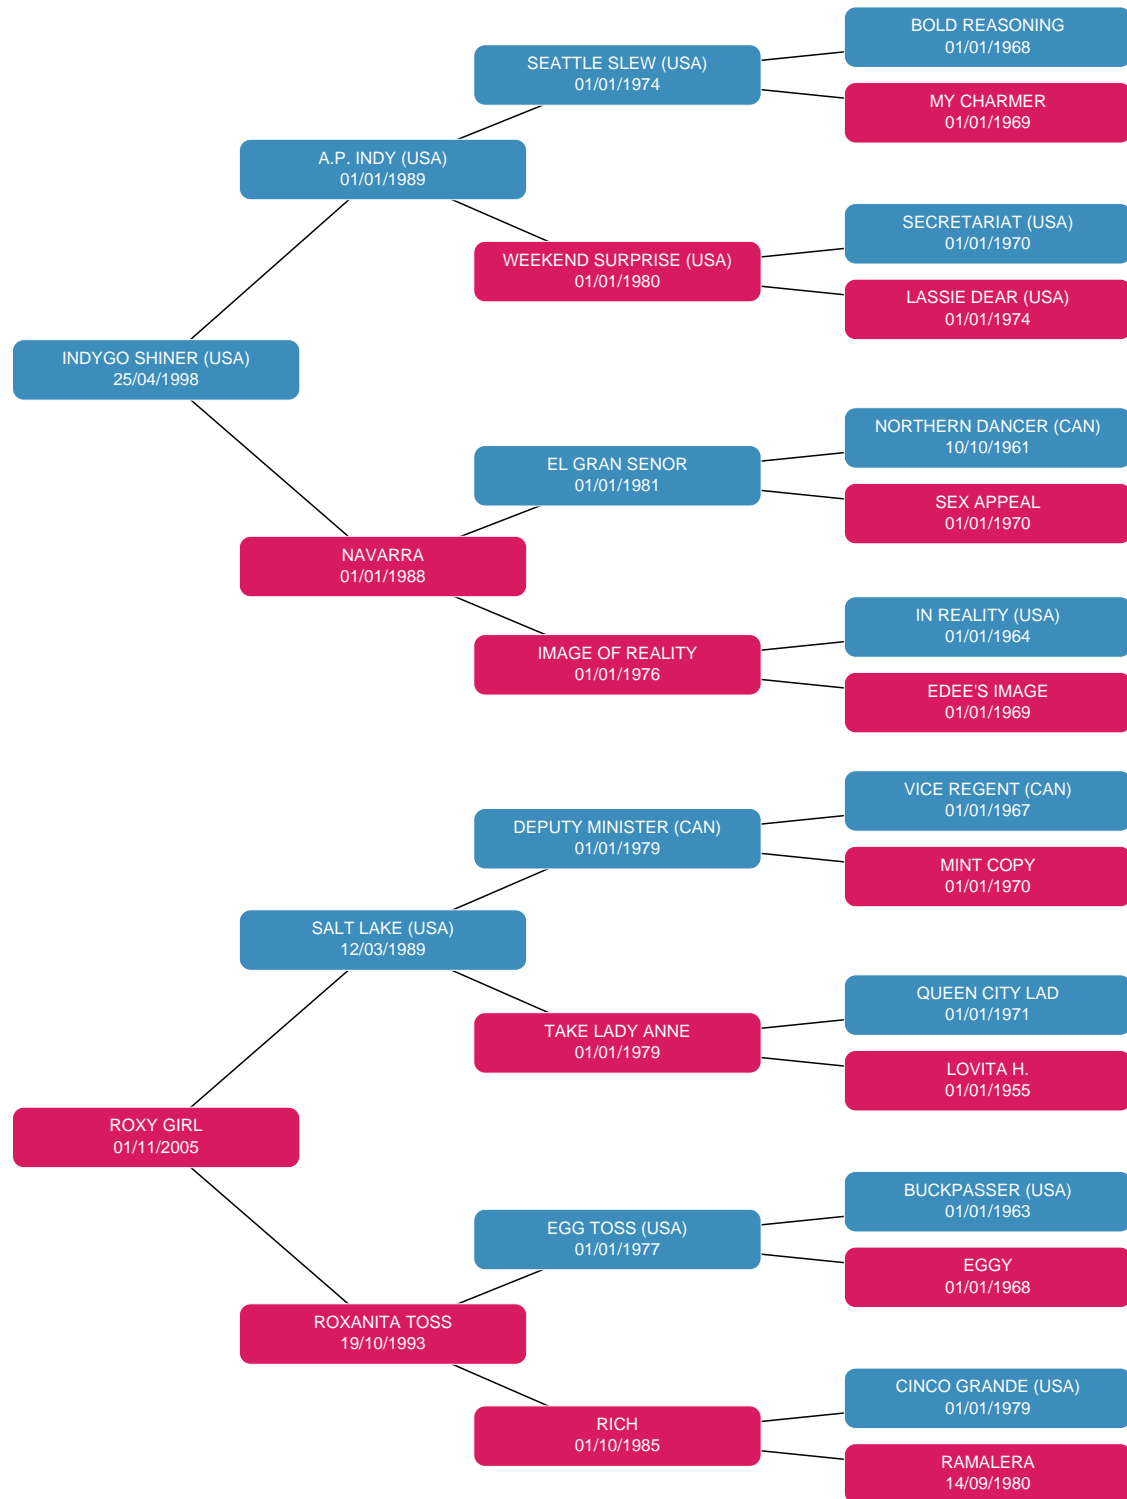 BOLD REASONING
01/01/1968
SEATTLE SLEW (USA)
01/01/1974
MY CHARMER
01/01/1969
A.P. INDY (USA)
01/01/1989
SECRETARIAT (USA)
01/01/1970
WEEKEND SURPRISE (USA)
01/01/1980
LASSIE DEAR (USA)
01/01/1974
INDYGO SHINER (USA)
25/04/1998
NORTHERN DANCER (CAN)
10/10/1961
EL GRAN SENOR
01/01/1981
SEX APPEAL
01/01/1970
NAVARRA
01/01/1988
IN REALITY (USA)
01/01/1964
IMAGE OF REALITY
01/01/1976
EDEE'S IMAGE
01/01/1969
VICE REGENT (CAN)
01/01/1967
DEPUTY MINISTER (CAN)
01/01/1979
MINT COPY
01/01/1970
SALT LAKE (USA)
12/03/1989
QUEEN CITY LAD
01/01/1971
TAKE LADY ANNE
01/01/1979
LOVITA H.
01/01/1955
ROXY GIRL
01/11/2005
BUCKPASSER (USA)
01/01/1963
EGG TOSS (USA)
01/01/1977
EGGY
01/01/1968
ROXANITA TOSS
19/10/1993
CINCO GRANDE (USA)
01/01/1979
RICH
01/10/1985
RAMALERA
14/09/1980